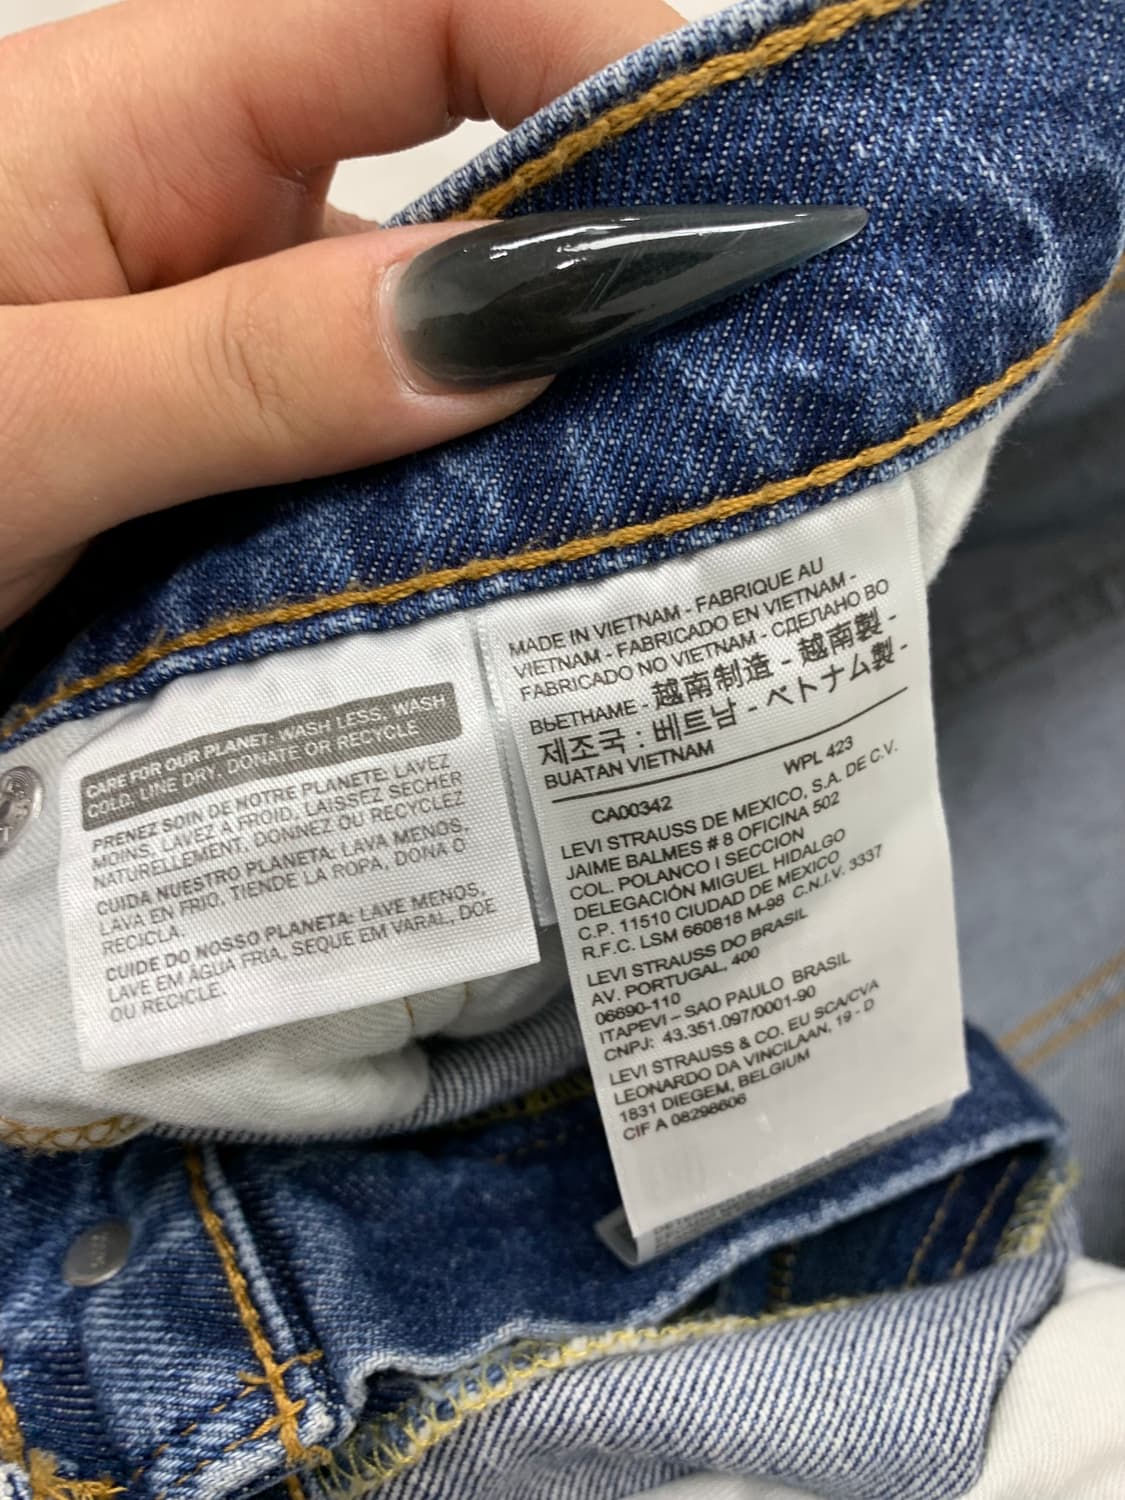 CARE FOR OUR PLANET: WASH LESS, WASH
COLD, LINE DRY, DONATE OR RECYCLE
PRENEZ SOIN DE NOTRE PLANETE: LAVEZ
MOINS, LAVEZ À FROID, LAISSEZ SECHER
NATURELLEMENT, DONNEZ OU RECYCLEZ
CUIDA NUESTRO PLANETA: LAVA MENOS,
LAVA EN FRIO, TIENDE LA ROPA, DONA O
RECICLA.
CUIDE DO NOSSO PLANETA: LAVE MENOS,
LAVE EM ÁGUA FRIA, SEQUE EM VARAL, DOE
OU RECICLE.
MADE IN VIETNAM - FABRIQUE AU
VIETNAM - FABRICADO EN VIETNAM -
FABRICADO NO VIETNAM - СДЕЛАНО ВО
ВЬЕТНАМЕ - 越南制造 - 越南製 -
제조국 : 베트남 - ベトナム製 -
BUATAN VIETNAM
WPL 423
CA00342
LEVI STRAUSS DE MEXICO, S.A. DE C.V.
JAIME BALMES # 8 OFICINA 502
COL. POLANCO I SECCION
DELEGACIÓN MIGUEL HIDALGO
C.P. 11510 CIUDAD DE MEXICO
R.F.C. LSM 660818 M-98 C.N.I.V. 3337
LEVI STRAUSS DO BRASIL
AV. PORTUGAL, 400
06690-110
ITAPEVI – SAO PAULO BRASIL
CNPJ: 43.351.097/0001-90
LEVI STRAUSS & CO. EU SCA/CVA
LEONARDO DA VINCILAAN, 19 - D
1831 DIEGEM, BELGIUM
CIF A 08298606